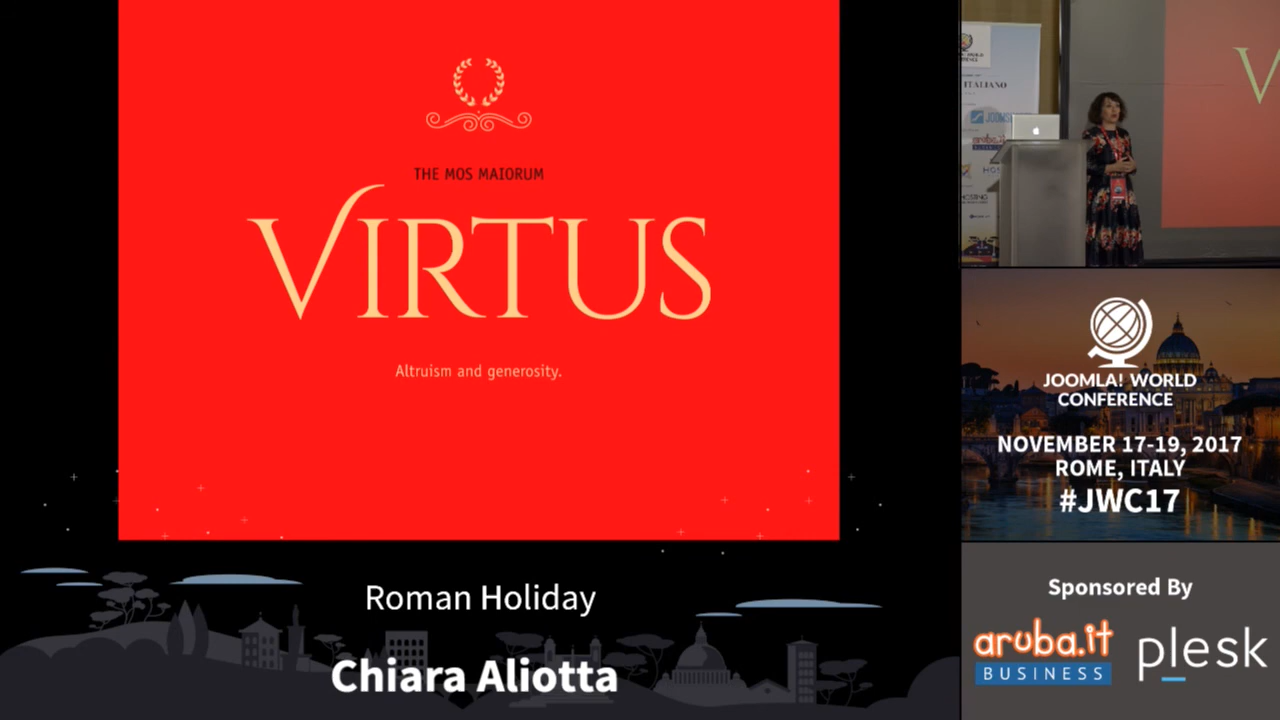 THE MOS MAIORUM
VIRTUS
Altruism and generosity.
Roman Holiday
Chiara Aliotta
ITALIANO
V
JOOMLA! WORLD
CONFERENCE
NOVEMBER 17-19, 2017
ROME, ITALY
#JWC17
Sponsored By
aruba.it
BUSINESS
plesk